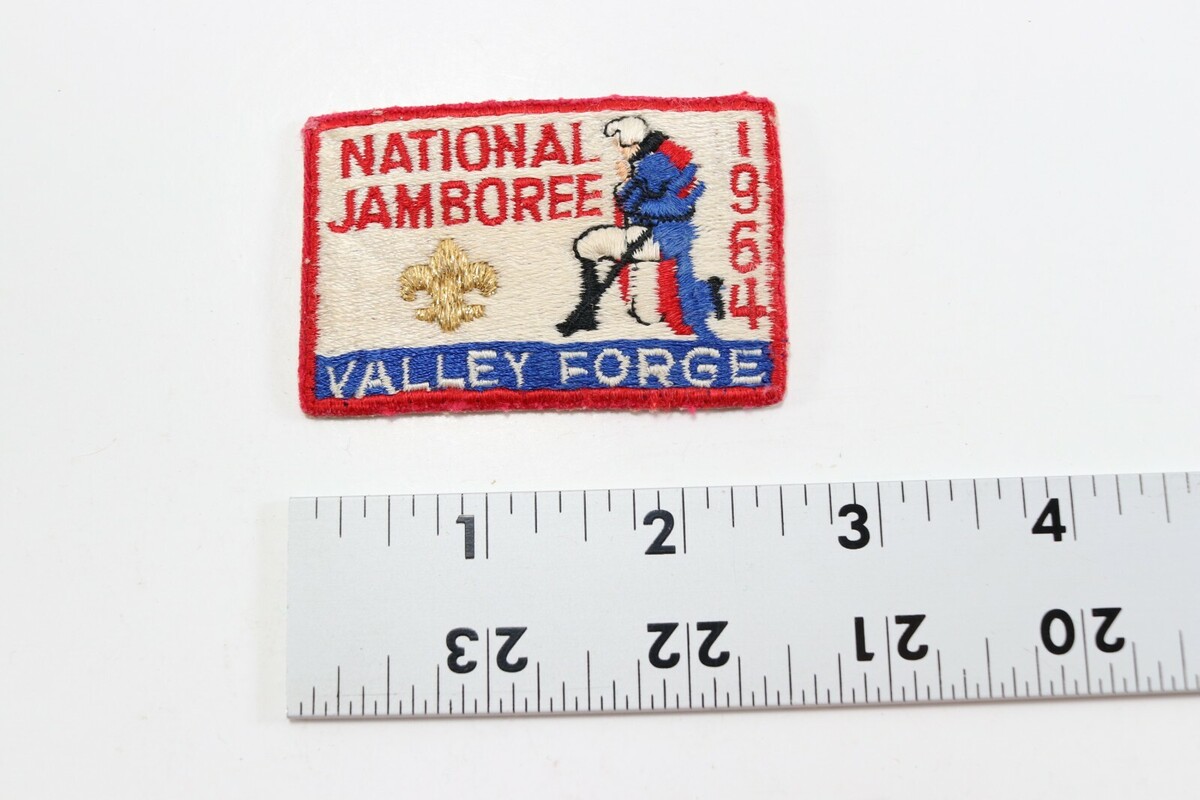 NATIONAL
JAMBOREE
1964
VALLEY FORGE
1 2 3 4
23 22 21 20